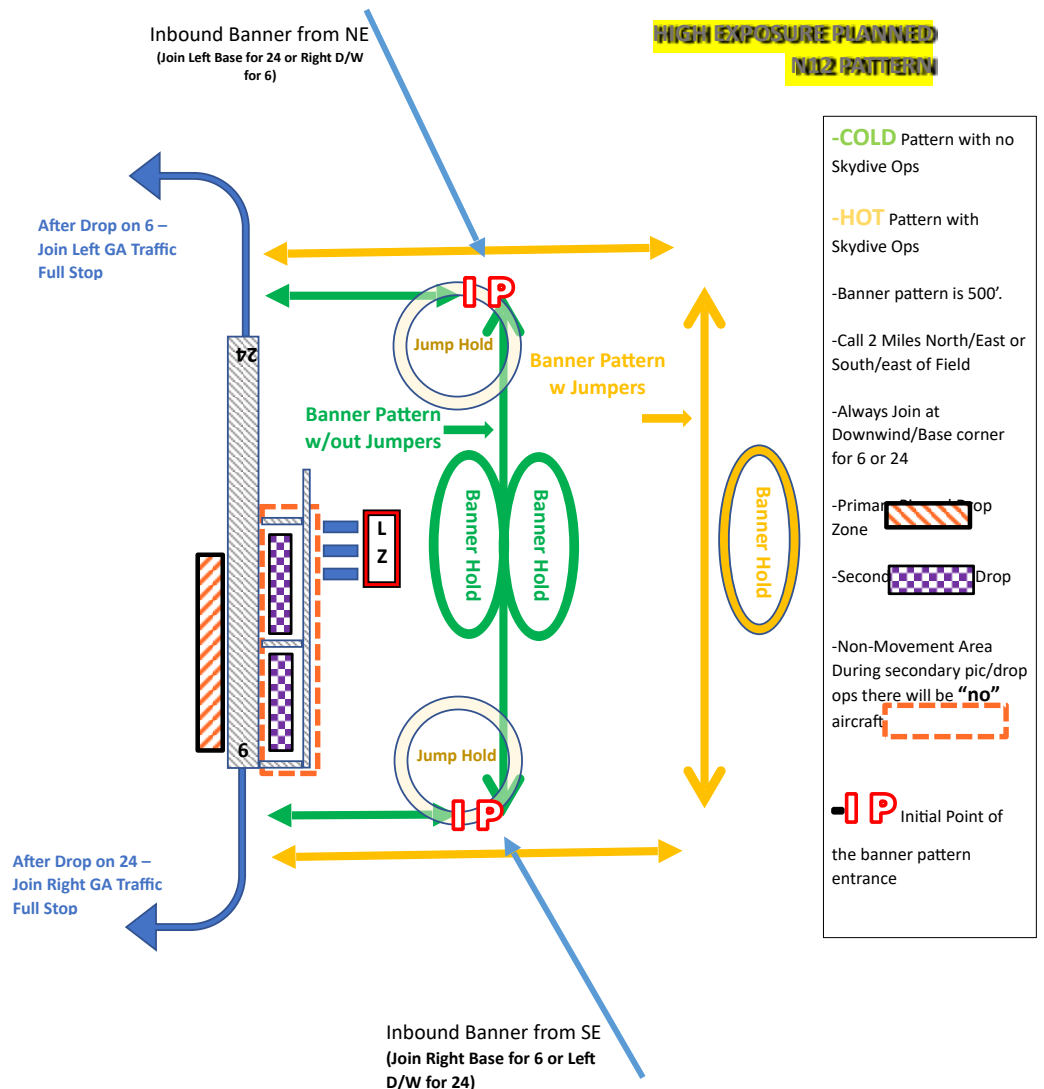 Inbound Banner from NE
(Join Left Base for 24 or Right D/W
for 6)
HIGH EXPOSURE PLANNED
N12 PATTERN
After Drop on 6 –
Join Left GA Traffic
Full Stop
24
I P
Jump Hold
Banner Pattern
w Jumpers
Banner Pattern
w/out Jumpers
Banner Hold
Banner Hold
Banner Hold
L
Z
6
Jump Hold
I P
After Drop on 24 –
Join Right GA Traffic
Full Stop
Inbound Banner from SE
(Join Right Base for 6 or Left
D/W for 24)
-COLD Pattern with no
Skydive Ops
-HOT Pattern with
Skydive Ops
-Banner pattern is 500’.
-Call 2 Miles North/East or
South/east of Field
-Always Join at
Downwind/Base corner
for 6 or 24
Drop
Zone
Drop
-Non-Movement Area
During secondary pic/drop
ops there will be “no”
aircraft
-I P Initial Point of
the banner pattern
entrance